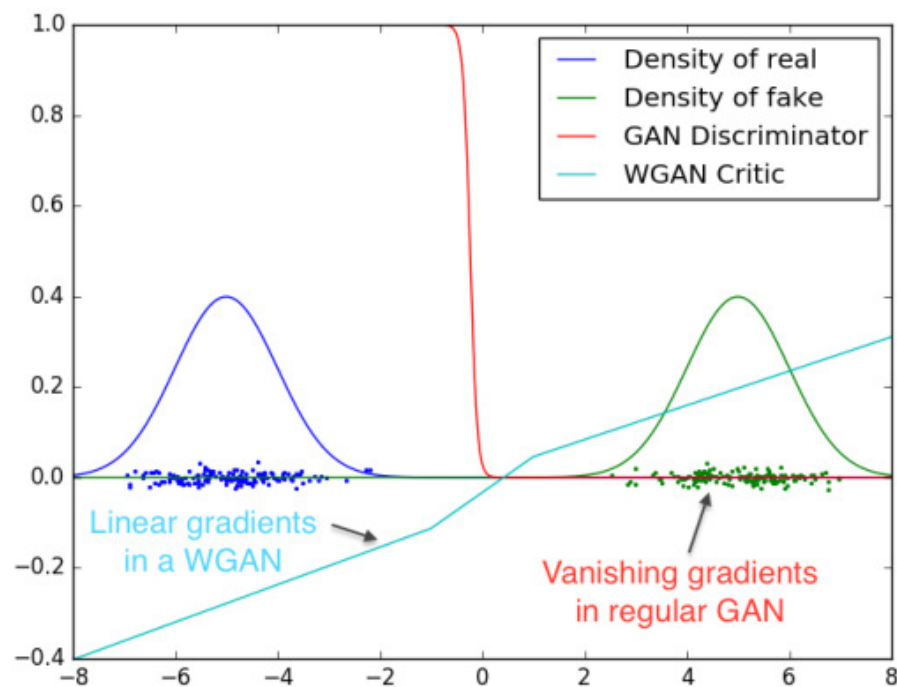 1.0
0.8
0.6
0.4
0.2
0.0
−0.2
−0.4
−8
−6
−4
−2
0
2
4
6
8
Density of real
Density of fake
GAN Discriminator
WGAN Critic
Linear gradients
in a WGAN
Vanishing gradients
in regular GAN